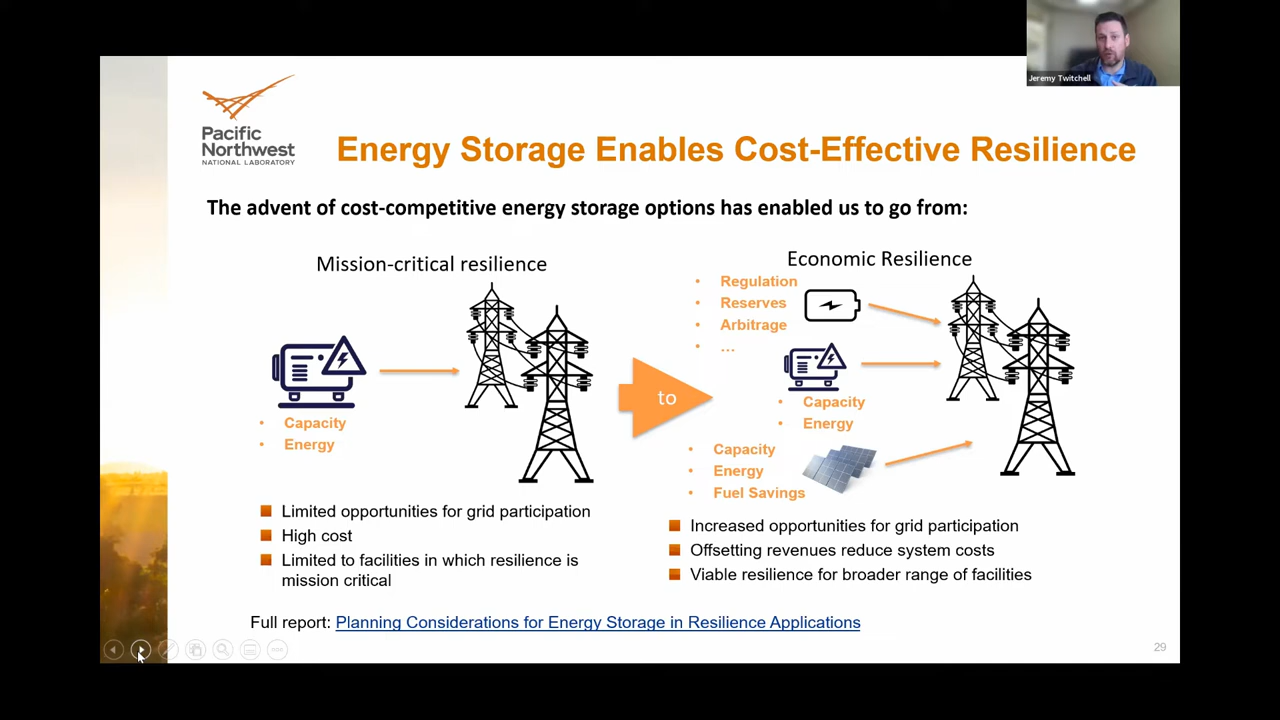 Jeremy Twitchell
Pacific
Northwest
NATIONAL LABORATORY
Energy Storage Enables Cost-Effective Resilience
The advent of cost-competitive energy storage options has enabled us to go from:
Mission-critical resilience
• Capacity
• Energy
to
Economic Resilience
• Regulation
• Reserves
• Arbitrage
• ...
• Capacity
• Energy
• Capacity
• Energy
• Fuel Savings
Limited opportunities for grid participation
High cost
Limited to facilities in which resilience is
mission critical
Increased opportunities for grid participation
Offsetting revenues reduce system costs
Viable resilience for broader range of facilities
Full report: Planning Considerations for Energy Storage in Resilience Applications
29